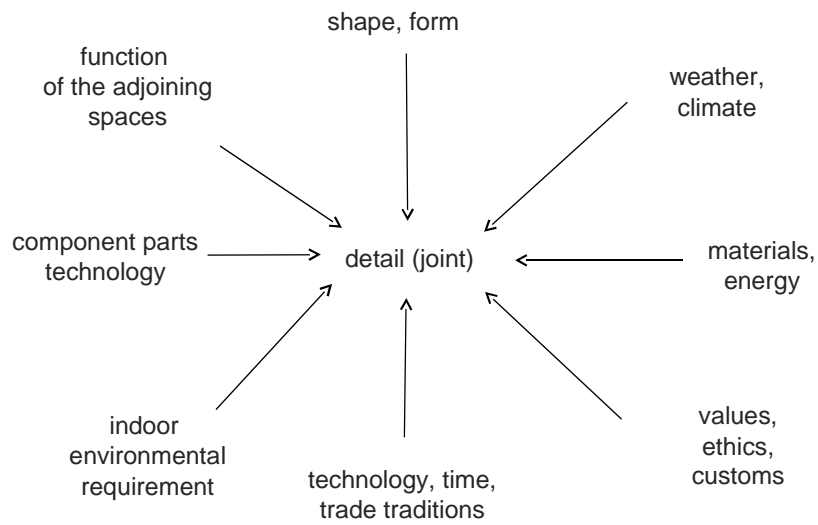 shape, form
function
of the adjoining
spaces
weather,
climate
component parts
technology
detail (joint)
materials,
energy
indoor
environmental
requirement
technology, time,
trade traditions
values,
ethics,
customs